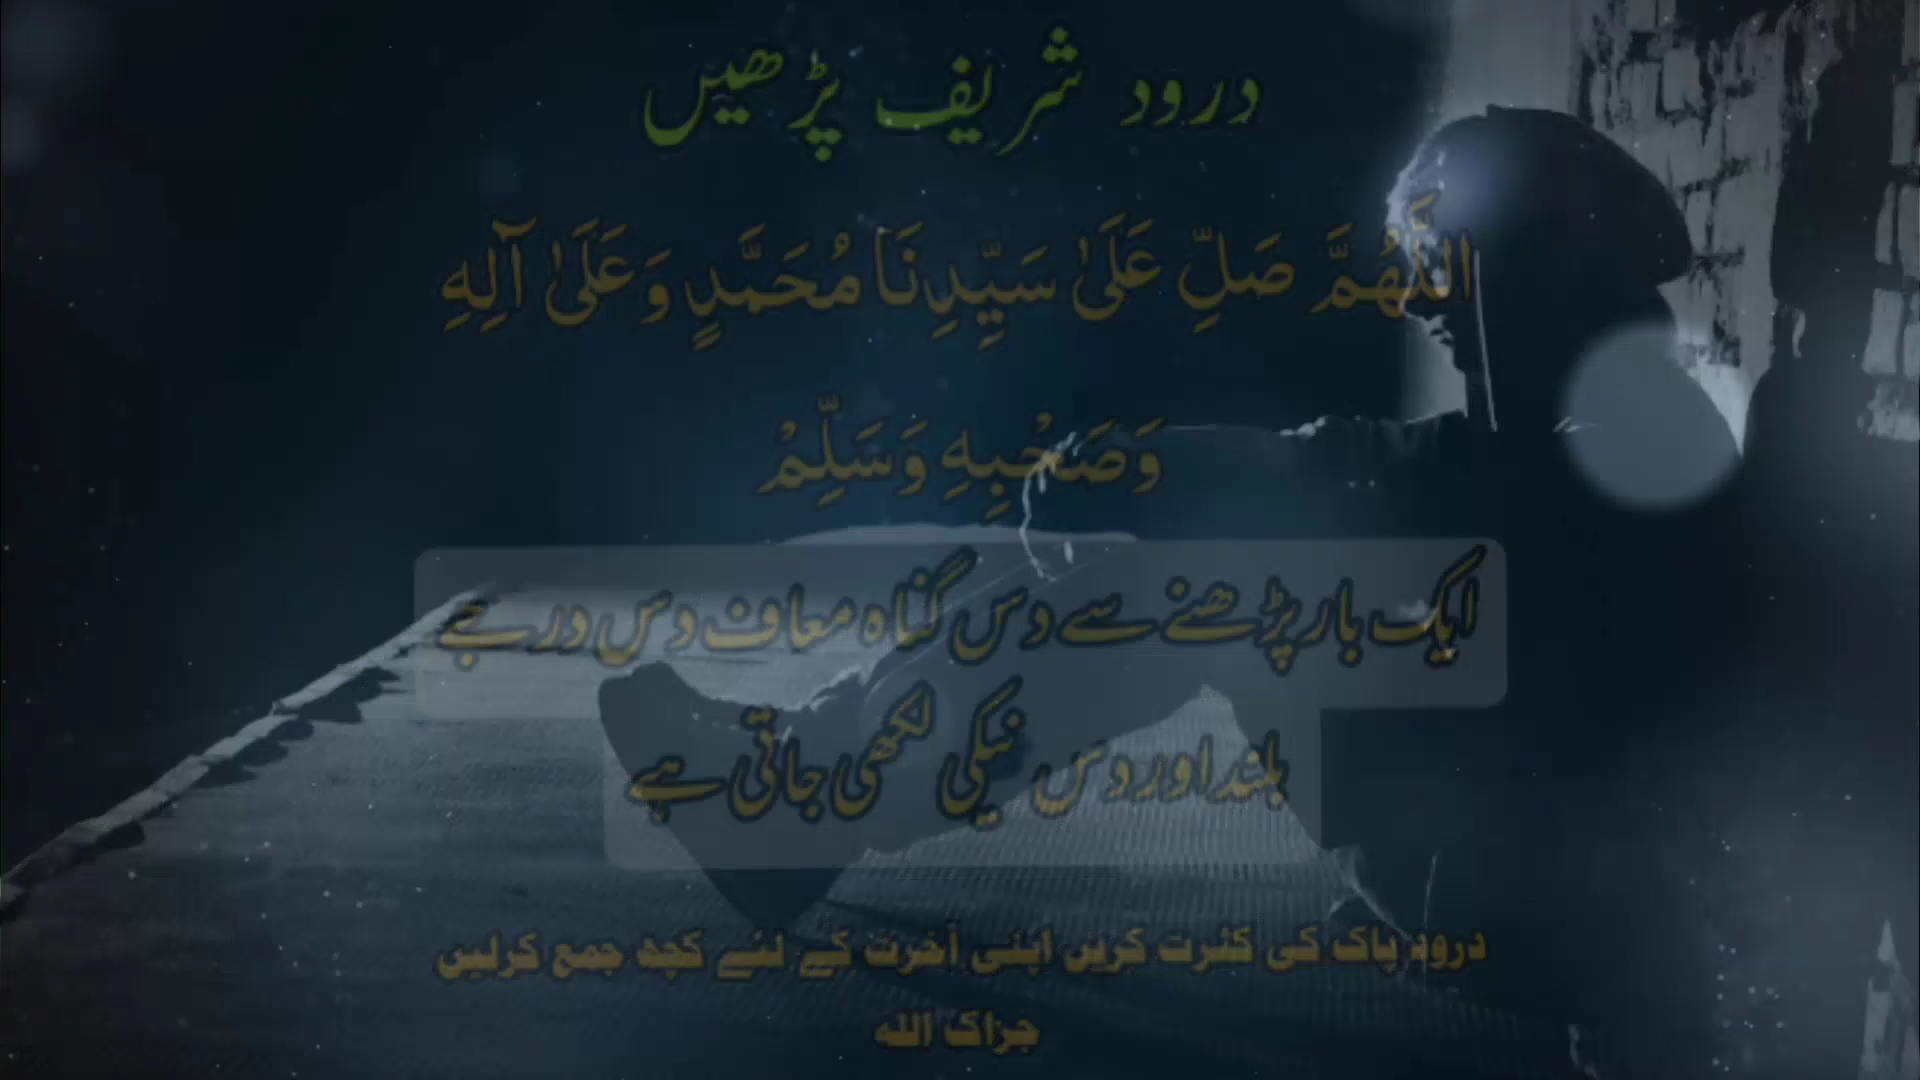 درود شریف پڑھیں
اللَّهُمَّ صَلِّ عَلَىٰ سَيِّدِنَا مُحَمَّدٍ وَعَلَىٰ آلِهِ
وَصَحْبِهِ وَسَلِّمْ
ایک بار پڑھنے سے دس گناہ معاف دس درجے
بلند اور دس نیکی لکھی جاتی ہے
درود پاک کی کثرت کریں اپنی آخرت کے لئے کچھ جمع کرلیں
جزاک اللہ